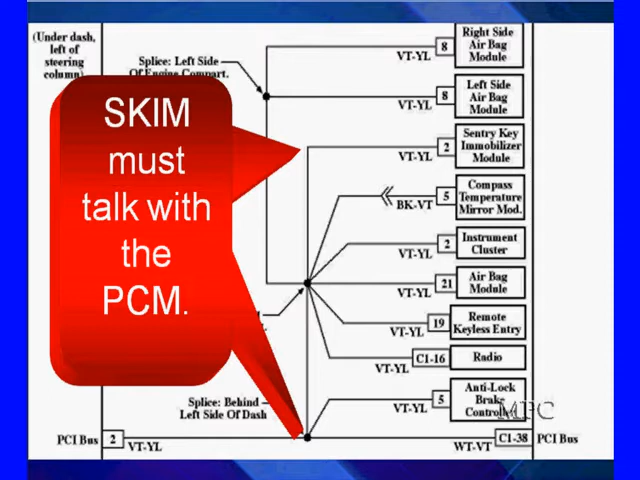 (Under dash,
left of
steering
column)
Splice: Left Side
Of Engine Compart.
SKIM
must
talk with
the
PCM.
VT-YL
8
Right Side
Air Bag
Module
VT-YL
8
Left Side
Air Bag
Module
VT-YL
2
Sentry Key
Immobilizer
Module
BK-VT
5
Compass
Temperature
Mirror Mod.
VT-YL
2
Instrument
Cluster
VT-YL
21
Air Bag
Module
VT-YL
19
Remote
Keyless Entry
VT-YL
C1-16
Radio
VT-YL
5
Anti-Lock
Brake
Controller
MPC
Splice: Behind
Left Side Of Dash
PCI Bus
2
VT-YL
WT-VT
C1-38
PCI Bus